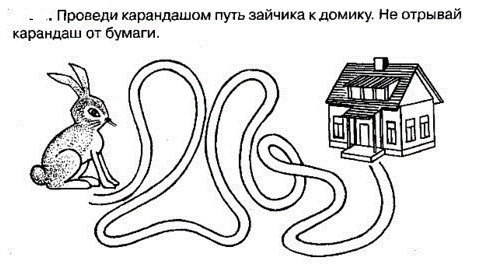 . Проведи карандашом путь зайчика к домику. Не отрывай
карандаш от бумаги.